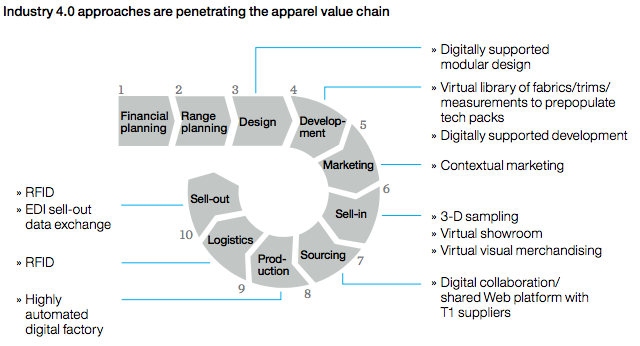 Industry 4.0 approaches are penetrating the apparel value chain
1
Financial
planning
2
Range
planning
3
Design
» Digitally supported
modular design
4
Develop-
ment
» Virtual library of fabrics/trims/
measurements to prepopulate
tech packs
» Digitally supported development
5
Marketing
» Contextual marketing
6
Sell-in
» 3-D sampling
» Virtual showroom
» Virtual visual merchandising
7
Sourcing
» Digital collaboration/
shared Web platform with
T1 suppliers
8
Prod-
uction
» Highly
automated
digital factory
9
Logistics
» RFID
10
Sell-out
» RFID
» EDI sell-out
data exchange